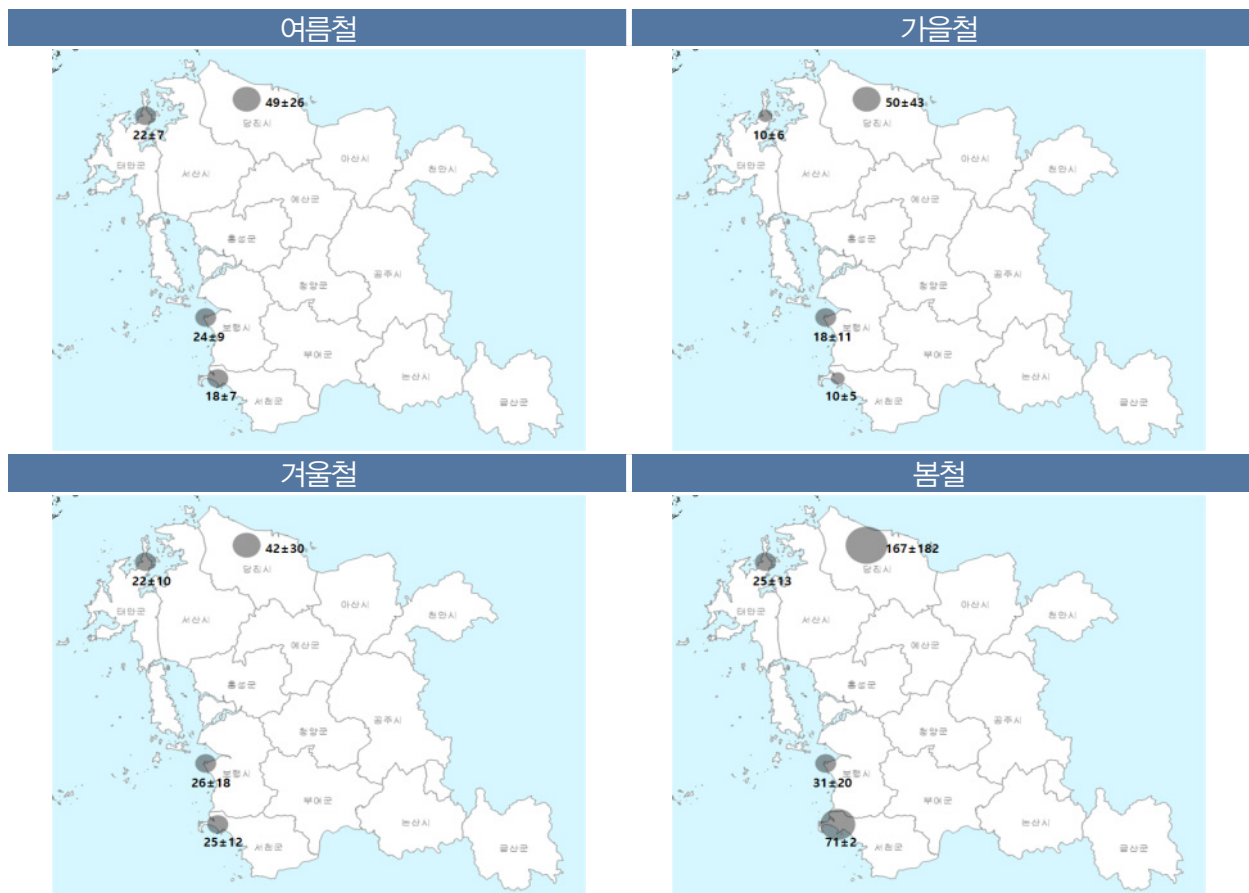 여름철
가을철
49±26
당진시
22±7
태안군
서산시
아산시
천안시
예산군
홍성군
공주시
청양군
보령시
24±9
부여군
논산시
18±7
서천군
금산군
50±43
당진시
10±6
태안군
서산시
아산시
천안시
예산군
홍성군
공주시
청양군
보령시
18±11
부여군
논산시
10±5
서천군
금산군
겨울철
봄철
42±30
당진시
22±10
태안군
서산시
아산시
천안시
예산군
홍성군
공주시
청양군
보령시
26±18
부여군
논산시
25±12
서천군
금산군
167±182
당진시
25±13
태안군
서산시
아산시
천안시
예산군
홍성군
공주시
청양군
보령시
31±20
부여군
논산시
71±2
서천군
금산군